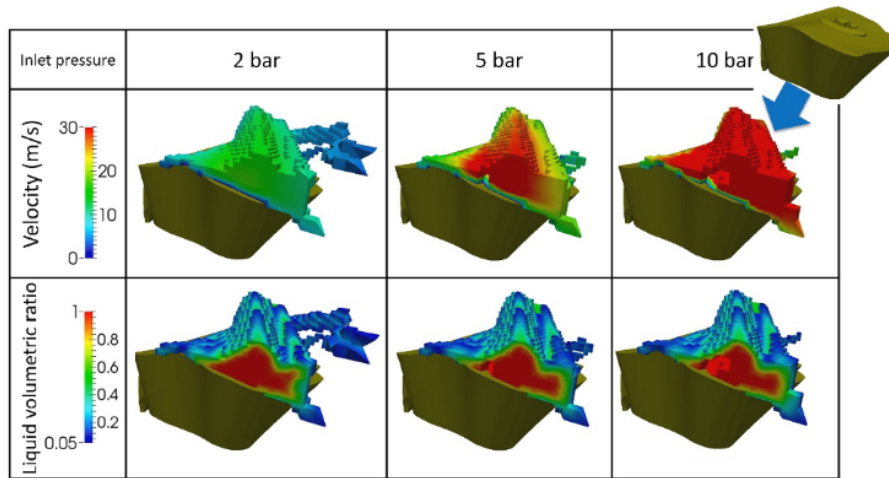 Inlet pressure
2 bar
5 bar
10 bar
Velocity (m/s)
30
20
10
0
Liquid volumetric ratio
1
0.8
0.6
0.4
0.2
0.05